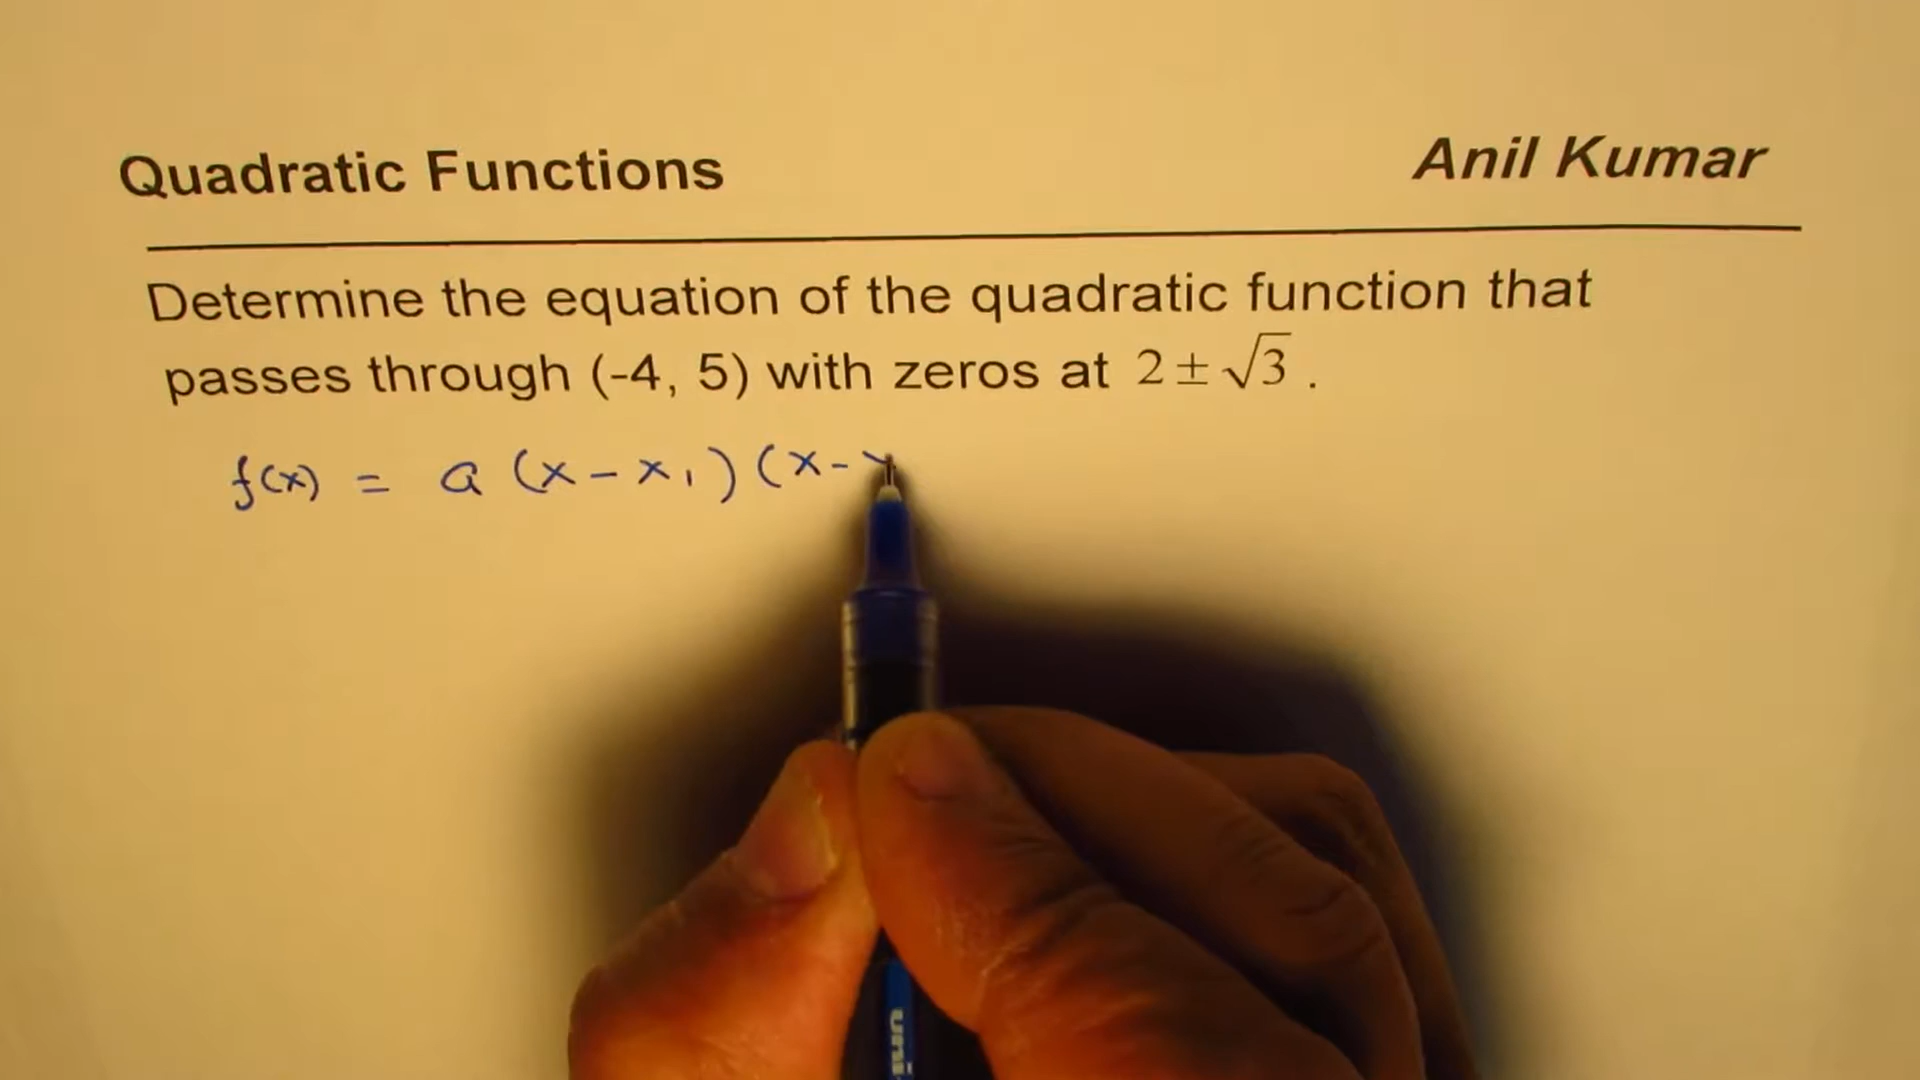 Quadratic Functions
Anil Kumar
Determine the equation of the quadratic function that
passes through (-4, 5) with zeros at 2 ± √3 .
f(x) = a (x - x₁) (x - x
uni